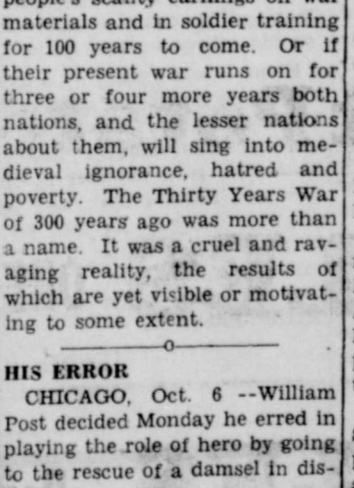 people's scanty earnings on war
materials and in soldier training
for 100 years to come. Or if
their present war runs on for
three or four more years both
nations, and the lesser nations
about them, will sing into me-
dieval ignorance, hatred and
poverty. The Thirty Years War
of 300 years ago was more than
a name. It was a cruel and rav-
aging reality, the results of
which are yet visible or motivat-
ing to some extent.
o
HIS ERROR
CHICAGO, Oct. 6 --William
Post decided Monday he erred in
playing the role of hero by going
to the rescue of a damsel in dis-